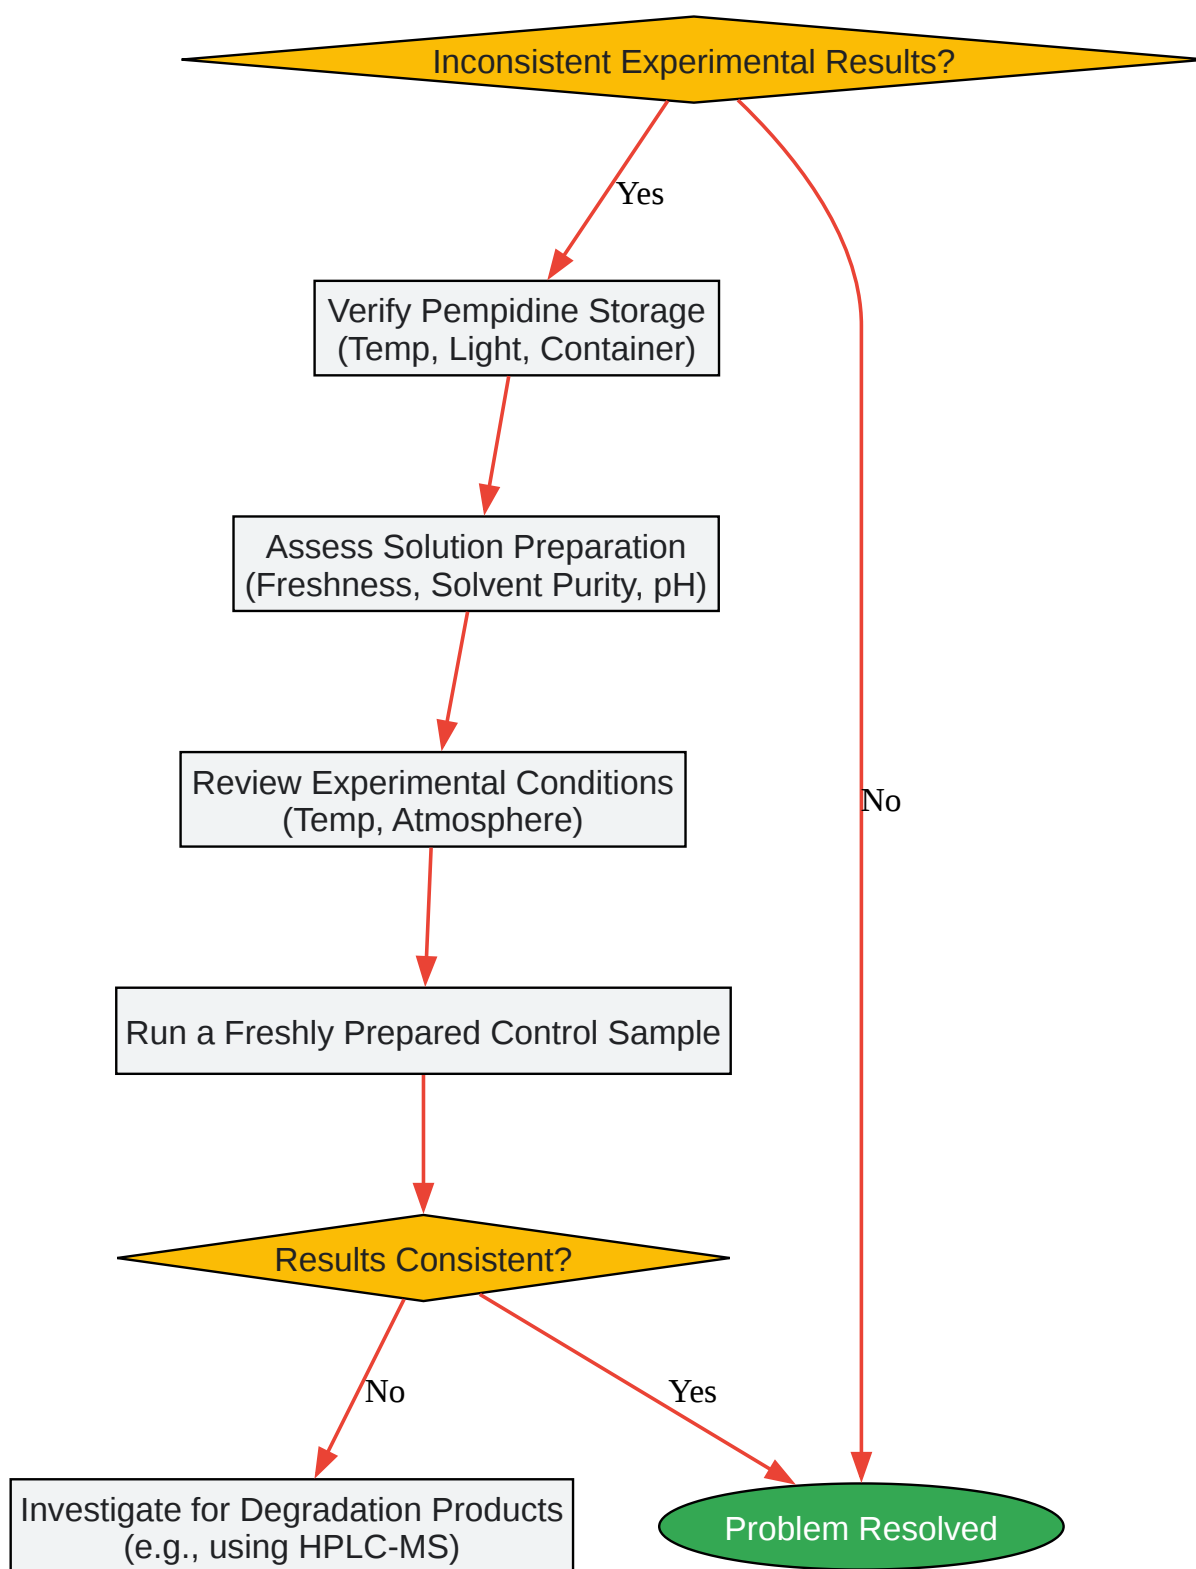 Inconsistent Experimental Results?
Yes
Verify Pempidine Storage
(Temp, Light, Container)
Assess Solution Preparation
(Freshness, Solvent Purity, pH)
Review Experimental Conditions
(Temp, Atmosphere)
No
Run a Freshly Prepared Control Sample
Results Consistent?
No
Yes
Investigate for Degradation Products
(e.g., using HPLC-MS)
Problem Resolved